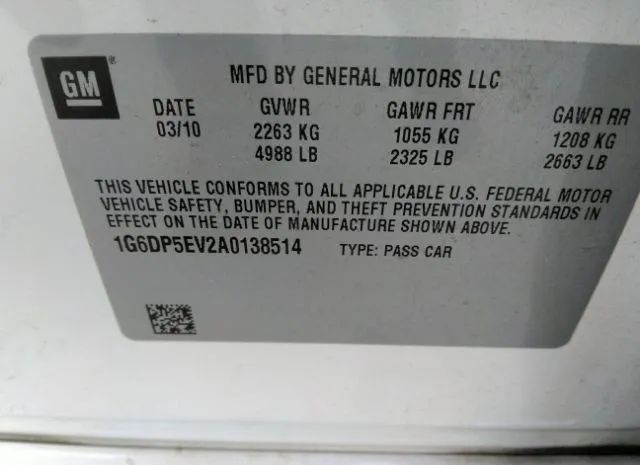 GM®
MFD BY GENERAL MOTORS LLC
DATE GVWR GAWR FRT GAWR RR
03/10 2263 KG 1055 KG 1208 KG
4988 LB 2325 LB 2663 LB
THIS VEHICLE CONFORMS TO ALL APPLICABLE U.S. FEDERAL MOTOR
VEHICLE SAFETY, BUMPER, AND THEFT PREVENTION STANDARDS IN
EFFECT ON THE DATE OF MANUFACTURE SHOWN ABOVE.
1G6DP5EV2A0138514 TYPE: PASS CAR